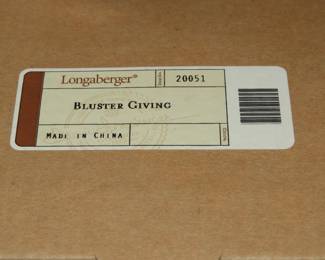 Longaberger® 20051
Bluster Giving
Made in China